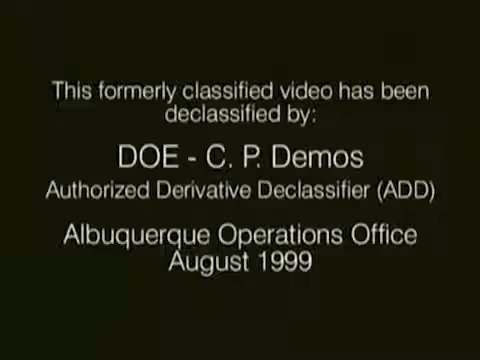 This formerly classified video has been
declassified by:
DOE - C. P. Demos
Authorized Derivative Declassifier (ADD)
Albuquerque Operations Office
August 1999